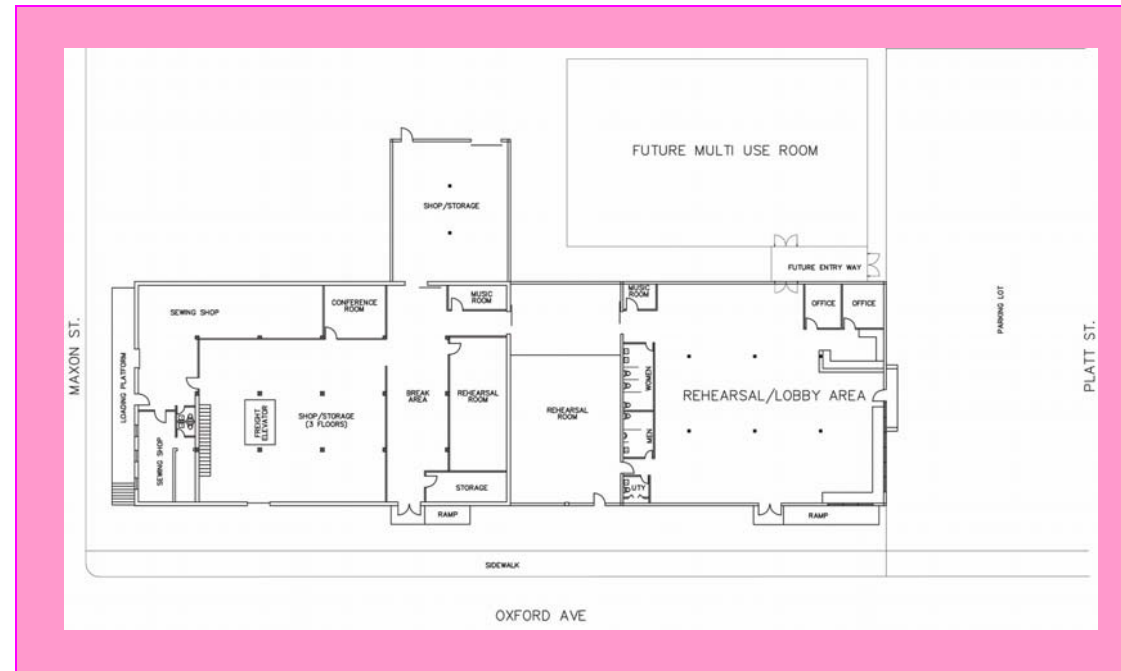 FUTURE MULTI USE ROOM
SHOP/STORAGE
FUTURE ENTRY WAY
MUSIC
ROOM
MUSIC
ROOM
OFFICE
OFFICE
CONFERENCE
ROOM
SEWING SHOP
PARKING LOT
MAXON ST.
PLATT ST.
LOADING PLATFORM
FREIGHT
ELEVATOR
SHOP/STORAGE
(3 FLOORS)
BREAK
AREA
REHEARSAL
ROOM
REHEARSAL
ROOM
WOMEN
MEN
REHEARSAL/LOBBY AREA
SEWING SHOP
STORAGE
UTY
RAMP
RAMP
SIDEWALK
OXFORD AVE